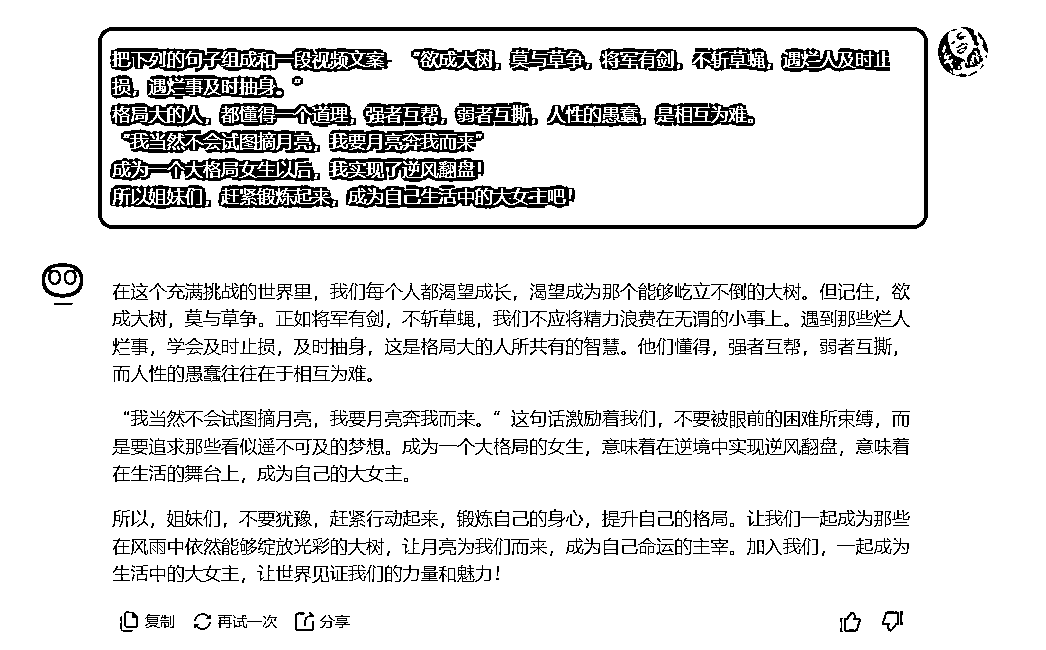 把下列的句子组成和一段视频文案- “欲成大树，莫与草争，将军有剑，不斩草蝇，遇烂人及时止
损，遇烂事及时抽身。”
格局大的人，都懂得一个道理，强者互帮，弱者互撕，人性的愚蠢，是相互为难。
“我当然不会试图摘月亮，我要月亮奔我而来”
成为一个大格局女生以后，我实现了逆风翻盘！
所以姐妹们，赶紧锻炼起来，成为自己生活中的大女主吧！
在这个充满挑战的世界里，我们每个人都渴望成长，渴望成为那个能够屹立不倒的大树。但记住，欲
成大树，莫与草争。正如将军有剑，不斩草蝇，我们不应将精力浪费在无谓的小事上。遇到那些烂人
烂事，学会及时止损，及时抽身，这是格局大的人所共有的智慧。他们懂得，强者互帮，弱者互撕，
而人性的愚蠢往往在于相互为难。
“我当然不会试图摘月亮，我要月亮奔我而来。“这句话激励着我们，不要被眼前的困难所束缚，而
是要追求那些看似遥不可及的梦想。成为一个大格局的女生，意味着在逆境中实现逆风翻盘，意味着
在生活的舞台上，成为自己的大女主。
所以，姐妹们，不要犹豫，赶紧行动起来，锻炼自己的身心，提升自己的格局。让我们一起成为那些
在风雨中依然能够绽放光彩的大树，让月亮为我们而来，成为自己命运的主宰。加入我们，一起成为
生活中的大女主，让世界见证我们的力量和魅力！
复制 再试一次 分享